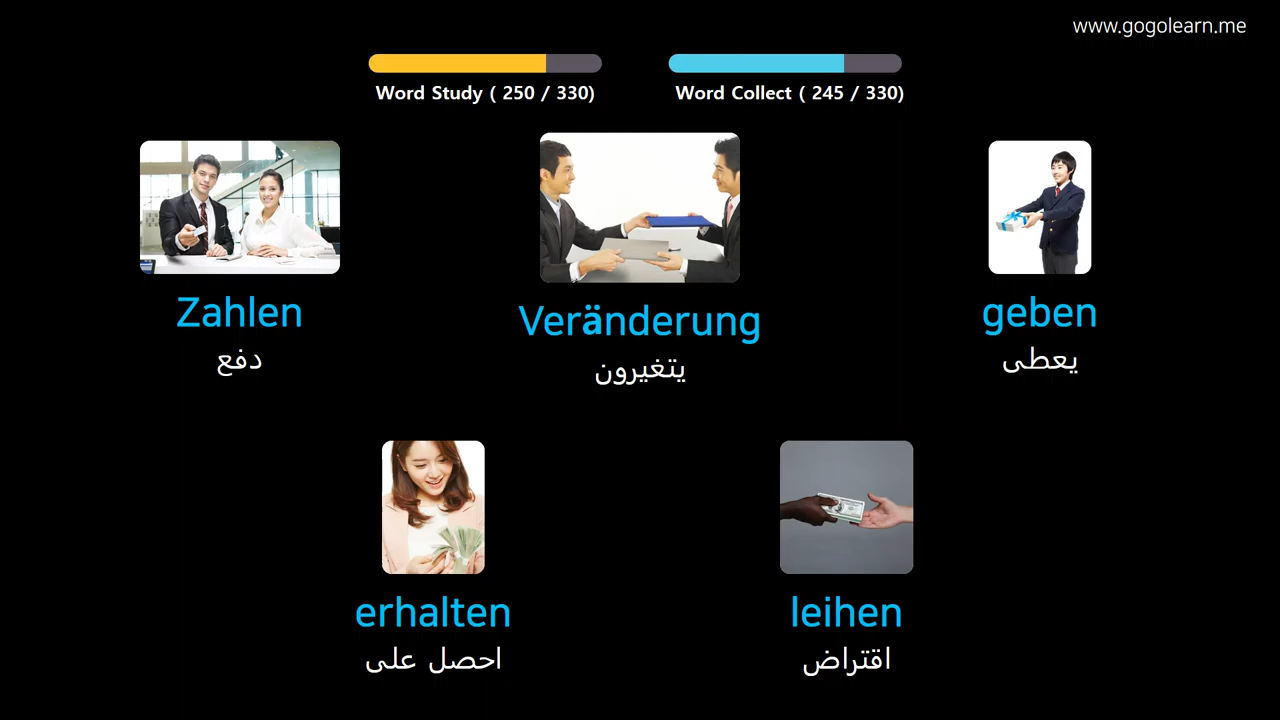 www.gogolearn.me
Word Study ( 250 / 330)
Word Collect ( 245 / 330)
Zahlen
دفع
Veränderung
يتغيرون
geben
يعطى
erhalten
احصل على
leihen
اقتراض